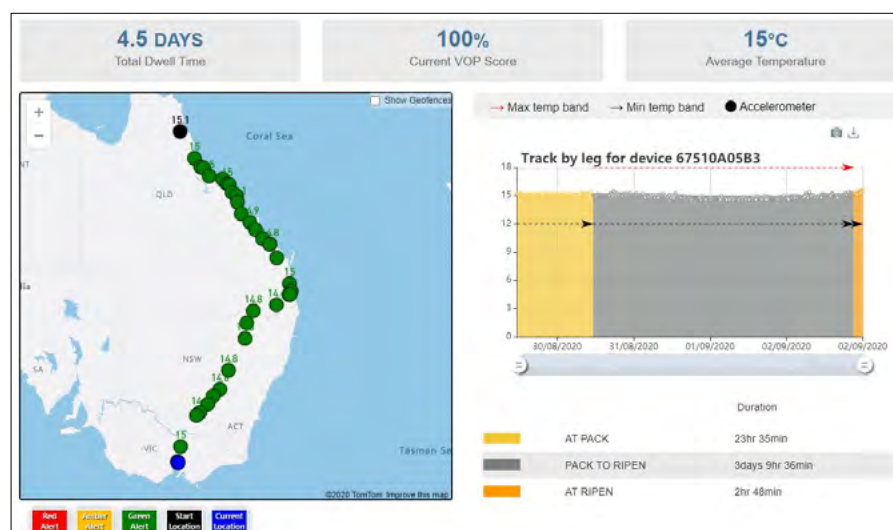 4.5 DAYS
Total Dwell Time
100%
Current VOP Score
15°C
Average Temperature
+
−
Show Geofences
15.1
Coral Sea
15
QLD
14.8
14.8
NSW
14.8
SA
ACT
VIC
15
Tasman Se
©2020 TomTom Improve this map
Red Alert
Amber Alert
Green Alert
Start Location
Current Location
Max temp band
Min temp band
Accelerometer
Track by leg for device 67510A05B3
18
15
12
9
6
3
0
30/08/2020
31/08/2020
01/09/2020
02/09/2020
02/09/2020
Duration
AT PACK
23hr 35min
PACK TO RIPEN
3days 9hr 36min
AT RIPEN
2hr 48min